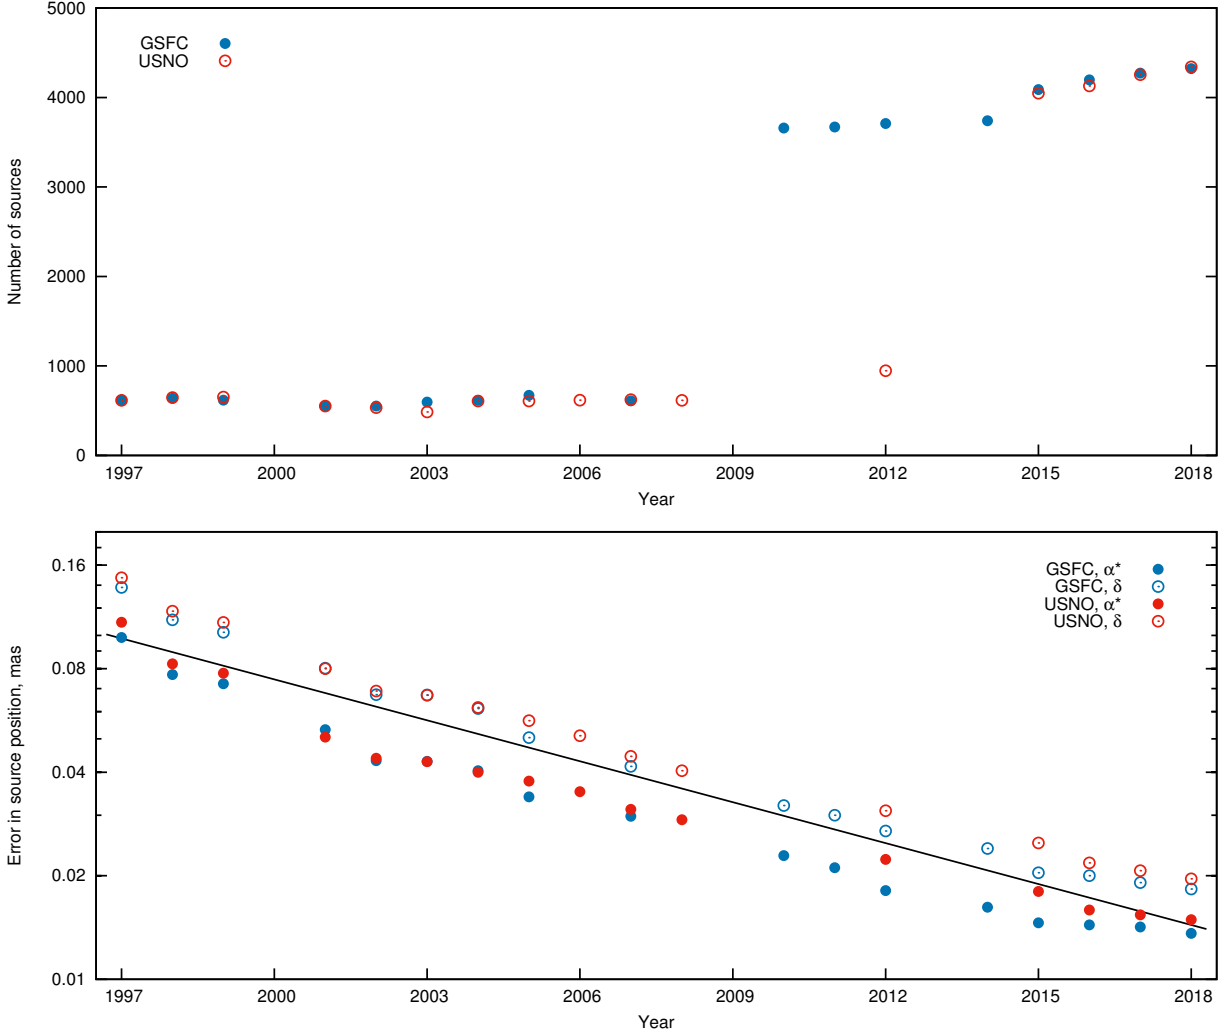 5000
4000
3000
2000
1000
0
Number of sources
GSFC
USNO
1997 2000 2003 2006 2009 2012 2015 2018
Year
0.16
0.08
0.04
0.02
0.01
Error in source position, mas
GSFC, α*
GSFC, δ
USNO, α*
USNO, δ
1997 2000 2003 2006 2009 2012 2015 2018
Year